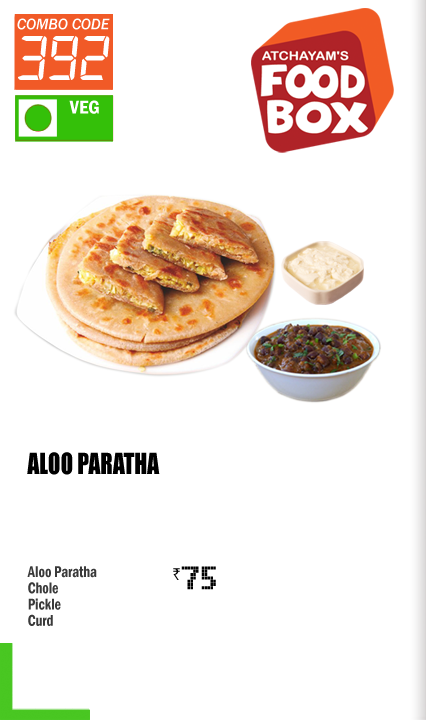 COMBO CODE
392
VEG
ATCHAYAM'S
FOOD
BOX
ALOO PARATHA
Aloo Paratha
Chole
Pickle
Curd
₹75